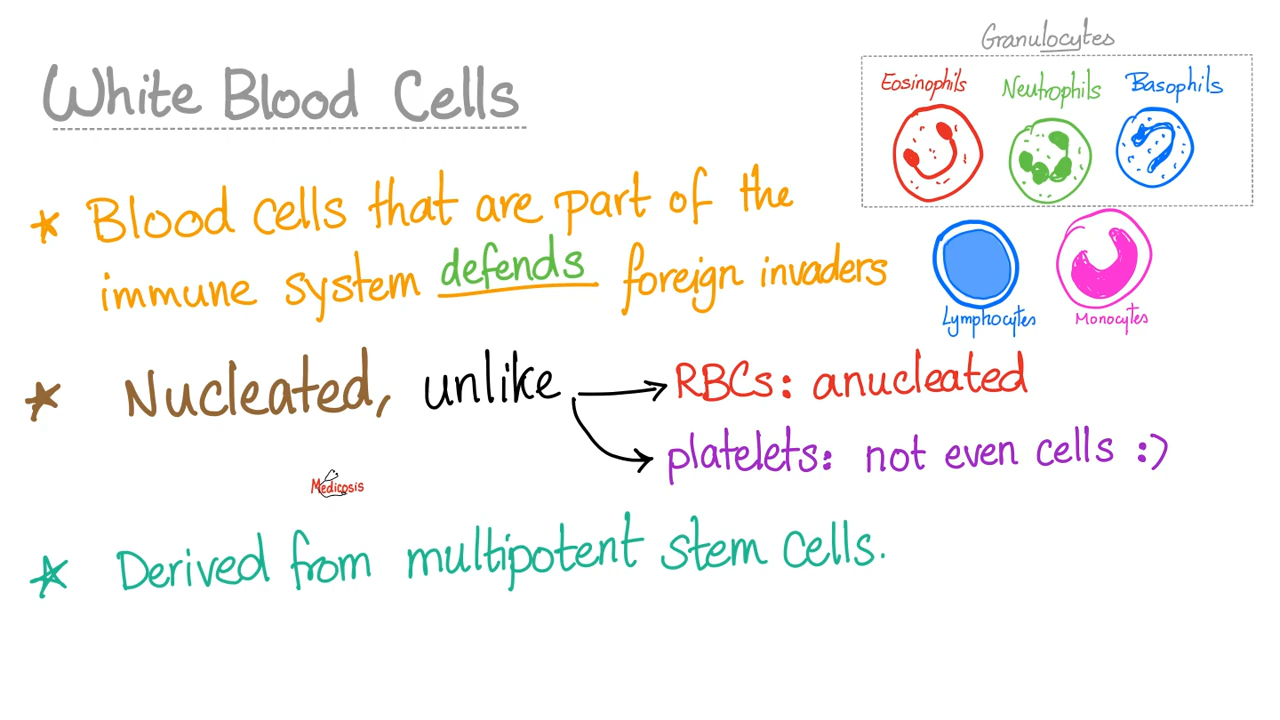 White Blood Cells
Granulocytes
Eosinophils Neutrophils Basophils
Lymphocytes Monocytes
* Blood cells that are part of the
immune system defends foreign invaders
* Nucleated, unlike → RBCs: anucleated
→ platelets: not even cells :)
Medicosis
* Derived from multipotent stem cells.